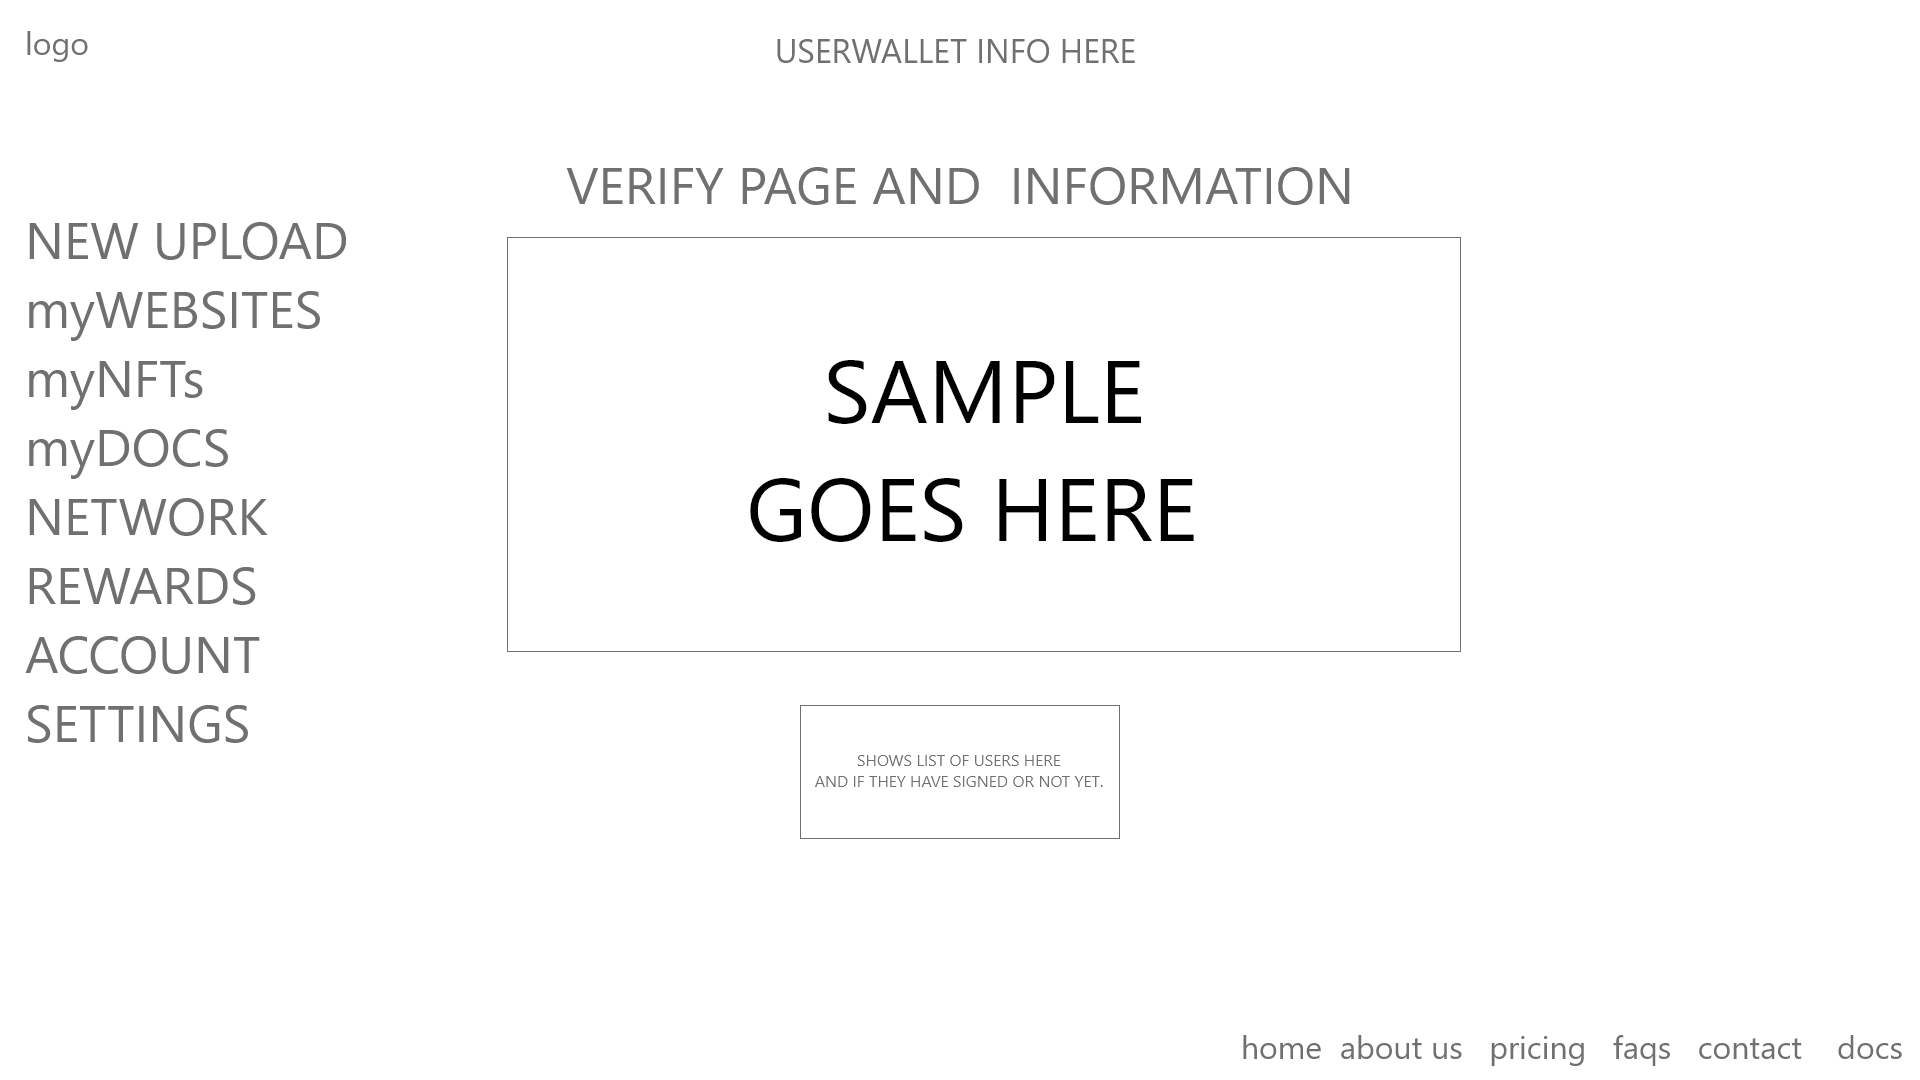 logo
USERWALLET INFO HERE
VERIFY PAGE AND  INFORMATION
NEW UPLOAD
myWEBSITES
myNFTs
myDOCS
NETWORK
REWARDS
ACCOUNT
SETTINGS
SAMPLE
GOES HERE
SHOWS LIST OF USERS HERE
AND IF THEY HAVE SIGNED OR NOT YET.
home about us pricing faqs contact docs